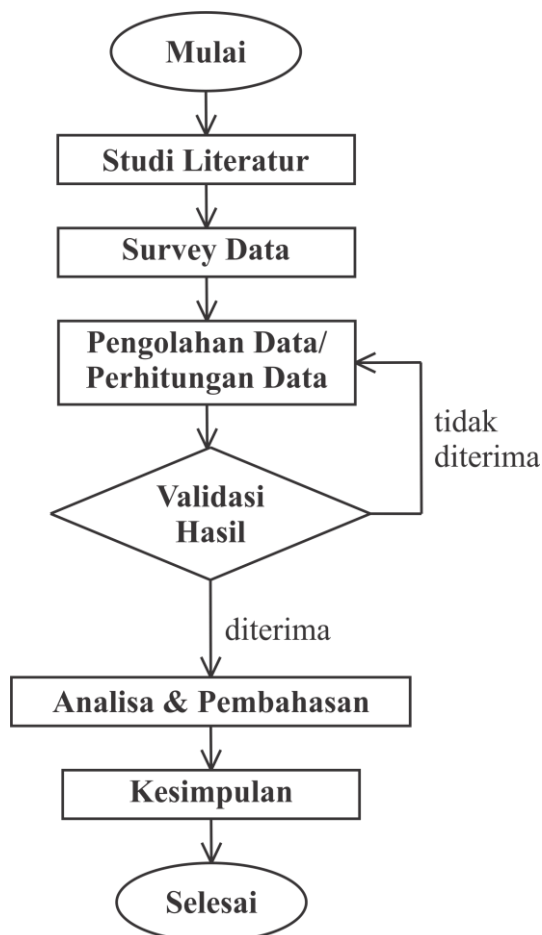 Mulai
Studi Literatur
Survey Data
Pengolahan Data/
Perhitungan Data
tidak
diterima
Validasi
Hasil
diterima
Analisa & Pembahasan
Kesimpulan
Selesai